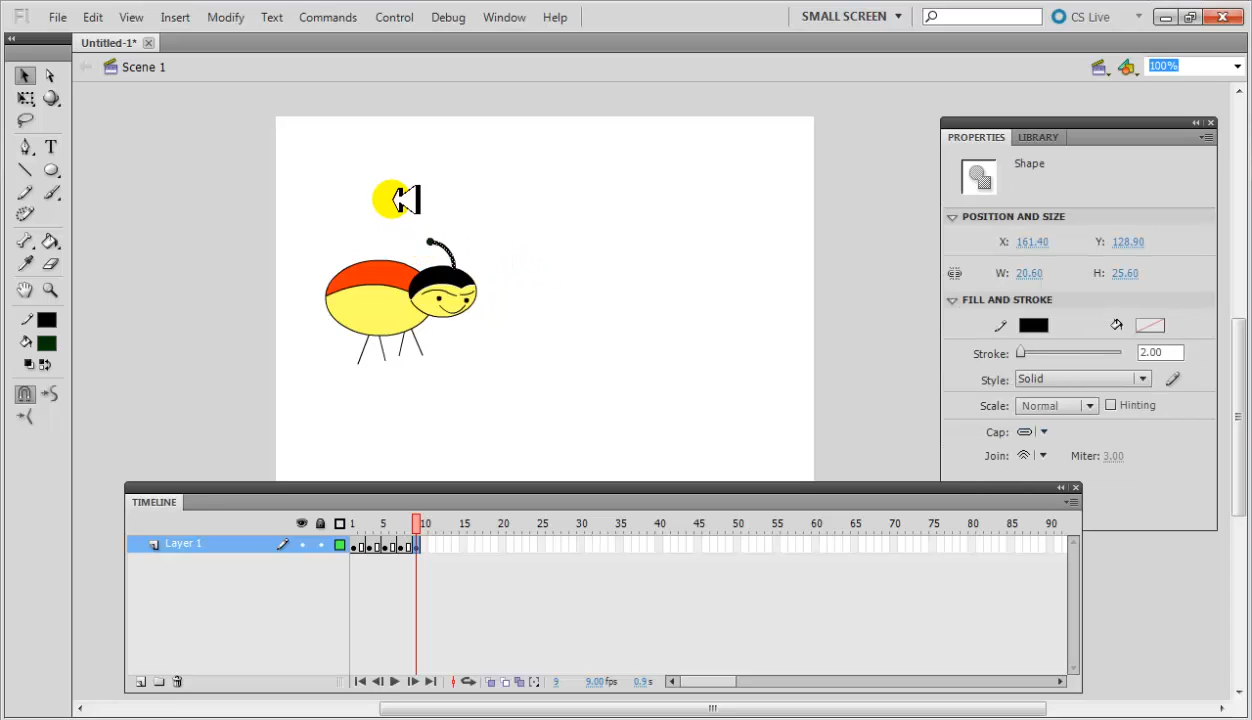 Fl File Edit View Insert Modify Text Commands Control Debug Window Help SMALL SCREEN CS Live
Untitled-1*
Scene 1 100%
PROPERTIES LIBRARY
Shape
POSITION AND SIZE
X: 161.40 Y: 128.90
W: 20.60 H: 25.60
FILL AND STROKE
Stroke: 2.00
Style: Solid
Scale: Normal Hinting
Cap:
Join: Miter: 3.00
TIMELINE
1 5 10 15 20 25 30 35 40 45 50 55 60 65 70 75 80 85 90
Layer 1
9 9.00 fps 0.9 s